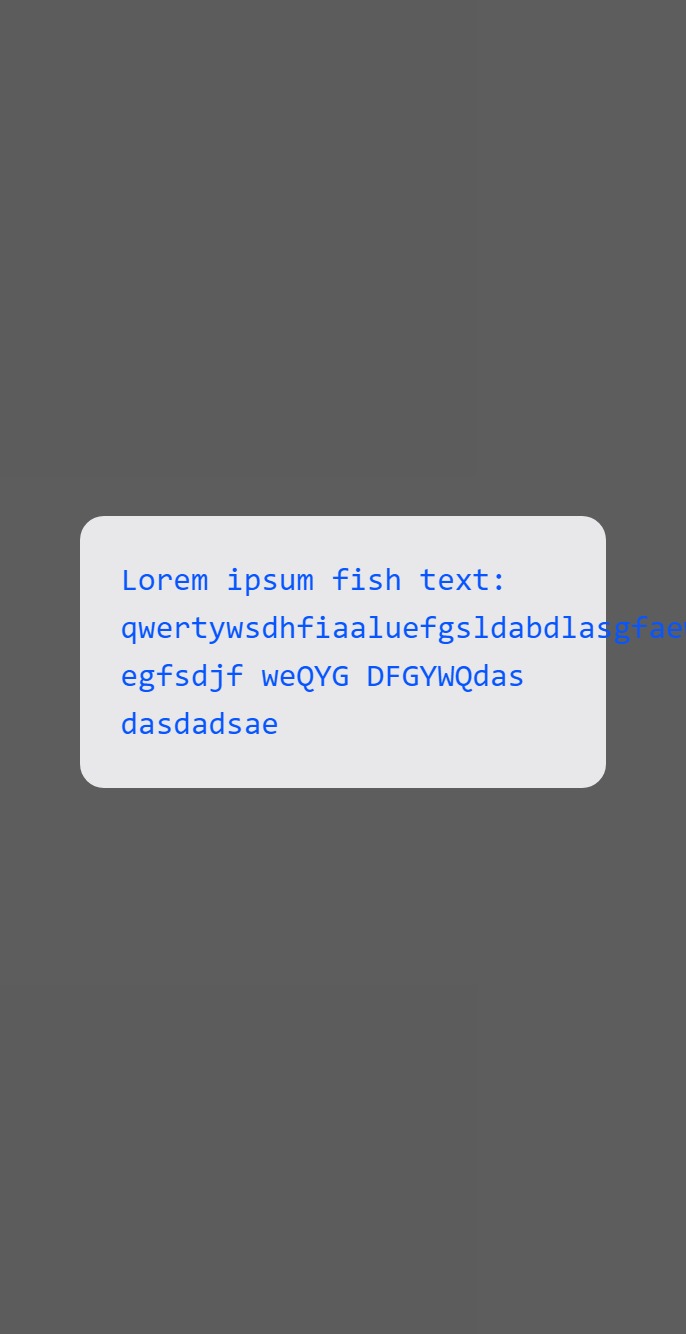 Lorem ipsum fish text:
qwertywsdhfiaaluefgsldabdlasgfae
egfsdjf weQYG DFGYWQdas
dasdadsae